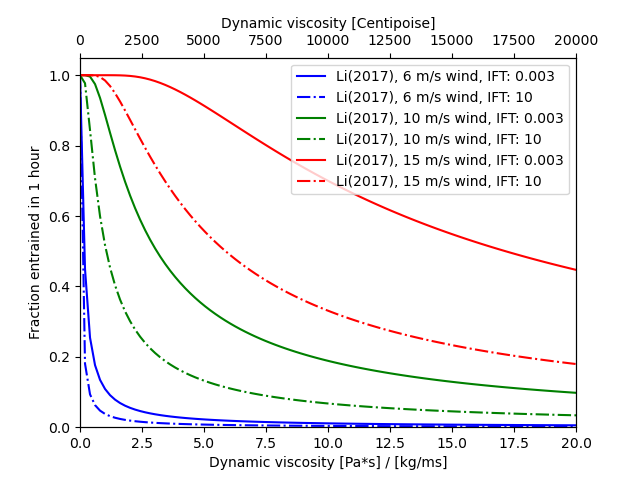 Dynamic viscosity [Centipoise]
0 2500 5000 7500 10000 12500 15000 17500 20000
1.0
0.8
0.6
0.4
0.2
0.0
Fraction entrained in 1 hour
Li(2017), 6 m/s wind, IFT: 0.003
Li(2017), 6 m/s wind, IFT: 10
Li(2017), 10 m/s wind, IFT: 0.003
Li(2017), 10 m/s wind, IFT: 10
Li(2017), 15 m/s wind, IFT: 0.003
Li(2017), 15 m/s wind, IFT: 10
0.0 2.5 5.0 7.5 10.0 12.5 15.0 17.5 20.0
Dynamic viscosity [Pa*s] / [kg/ms]